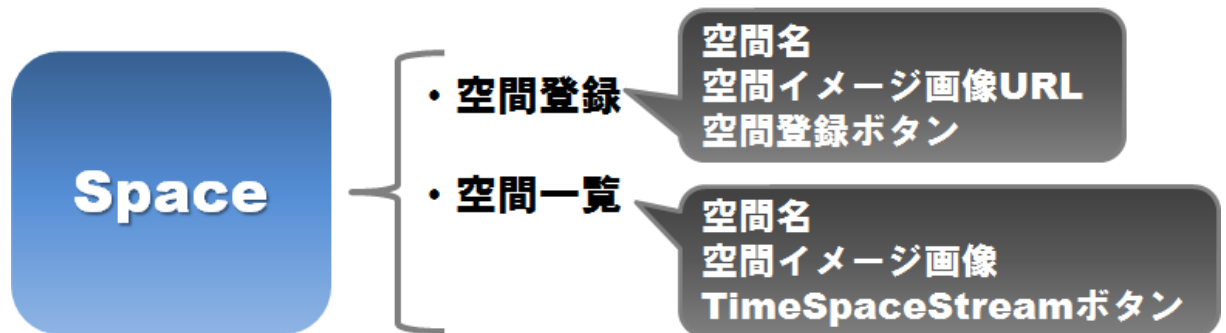 Space
・空間登録
空間名
空間イメージ画像URL
空間登録ボタン
・空間一覧
空間名
空間イメージ画像
TimeSpaceStreamボタン